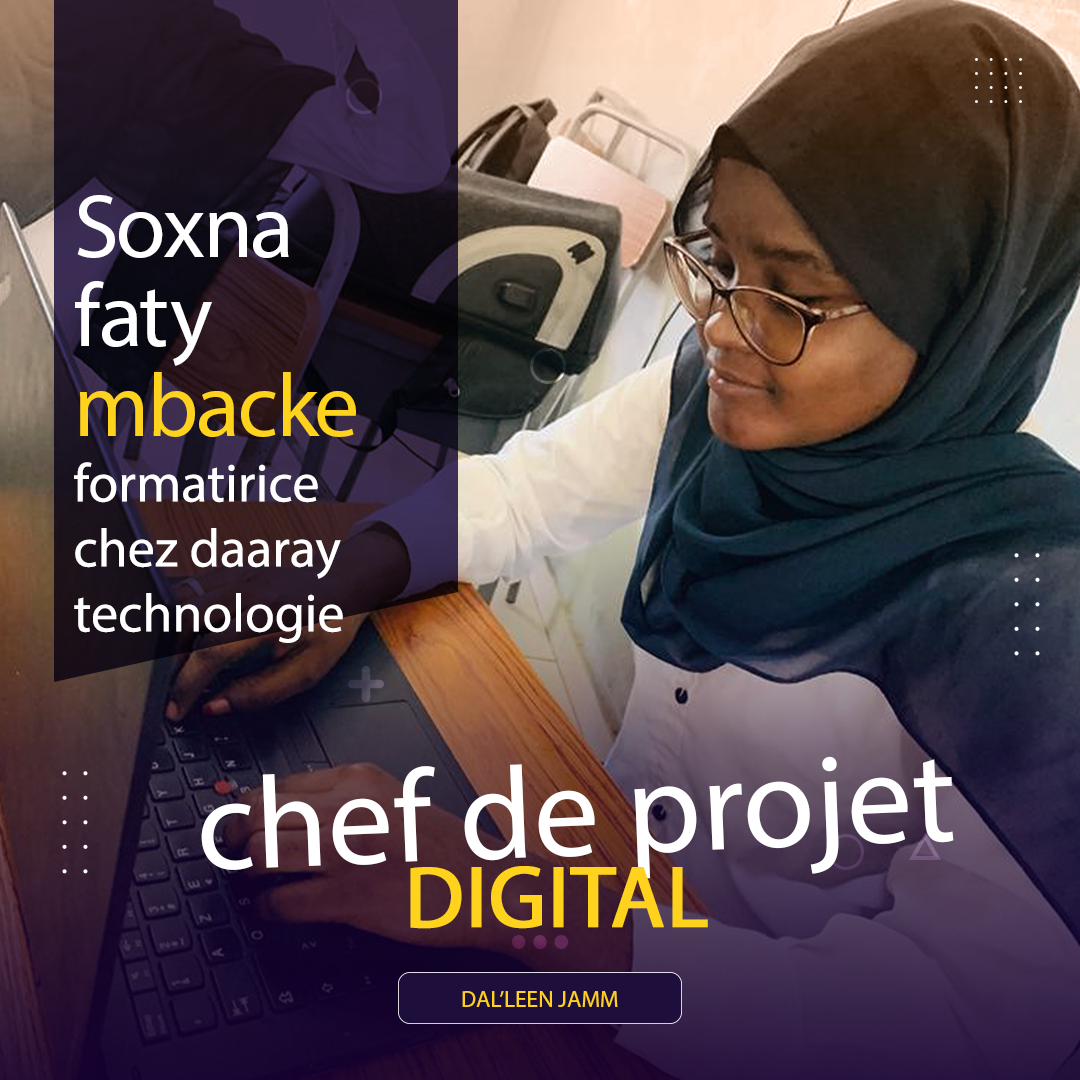 Soxna
faty
mbacke
formatirice
chez daaray
technologie
chef de projet
DIGITAL
DAL'LEEN JAMM